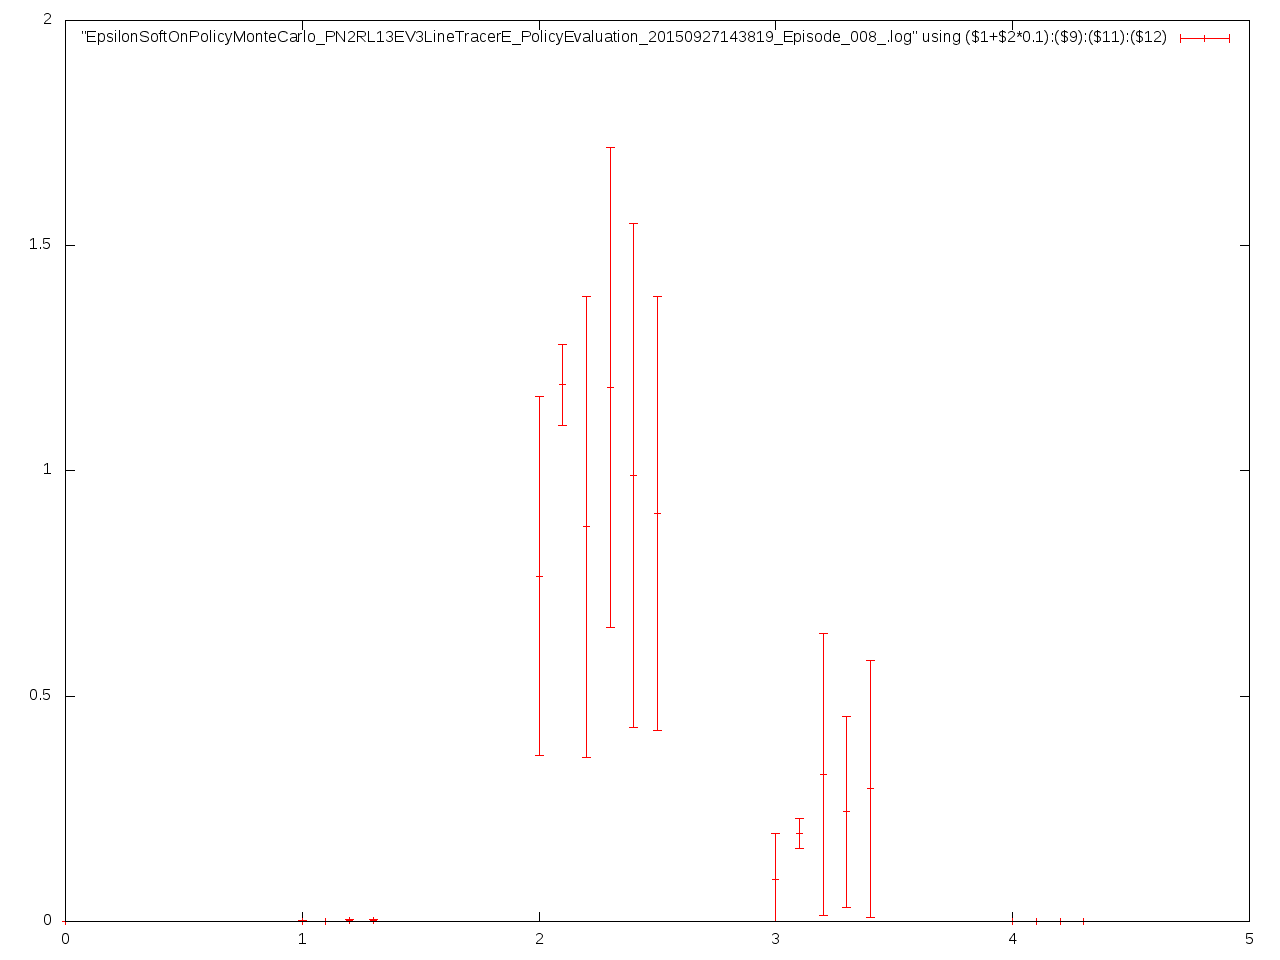 2
"EpsilonSoftOnPolicyMonteCarlo_PN2RL13EV3LineTracerE_PolicyEvaluation_20150927143819_Episode_008_.log" using ($1+$2*0.1):($9):($11):($12)
1.5
1
0.5
0
0 1 2 3 4 5